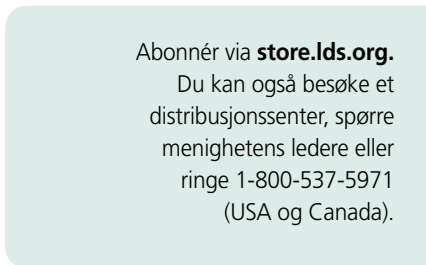 Abonnér via store.lds.org.
Du kan også besøke et
distribusjonssenter, spørre
menighetens ledere eller
ringe 1-800-537-5971
(USA og Canada).